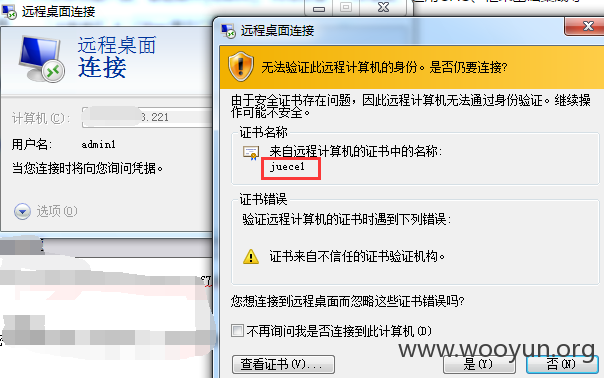 远程桌面连接
远程桌面
连接
计算机(C):
3.221
用户名:
admin1
当您连接时将向您询问凭据。
选项(O)
远程桌面连接
无法验证此远程计算机的身份。是否仍要连接?
由于安全证书存在问题，因此远程计算机无法通过身份验证。继续操作可能不安全。
证书名称
来自远程计算机的证书中的名称:
juece1
证书错误
验证远程计算机的证书时遇到下列错误:
证书来自不信任的证书验证机构。
您想连接到远程桌面而忽略这些证书错误吗?
不再询问我是否连接到此计算机(D)
查看证书(V)...
是(Y)
否(N)
www.wooyun.org